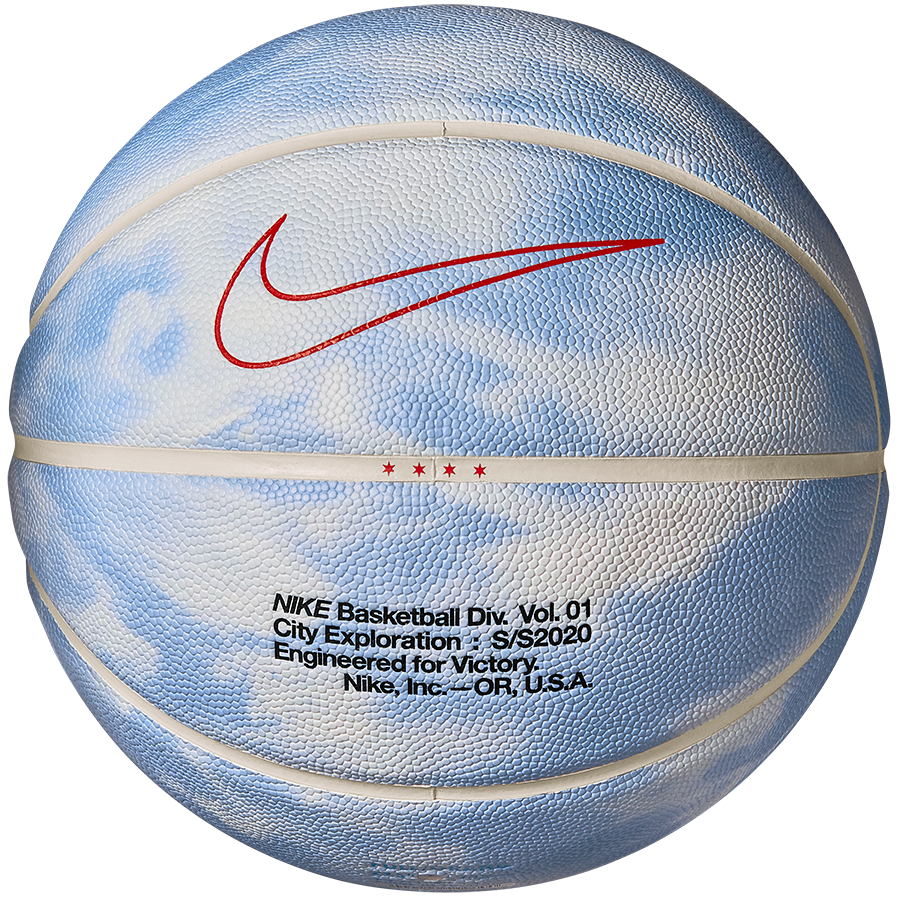 NIKE Basketball Div. Vol. 01
City Exploration : S/S2020
Engineered for Victory.
Nike, Inc.—OR, U.S.A.